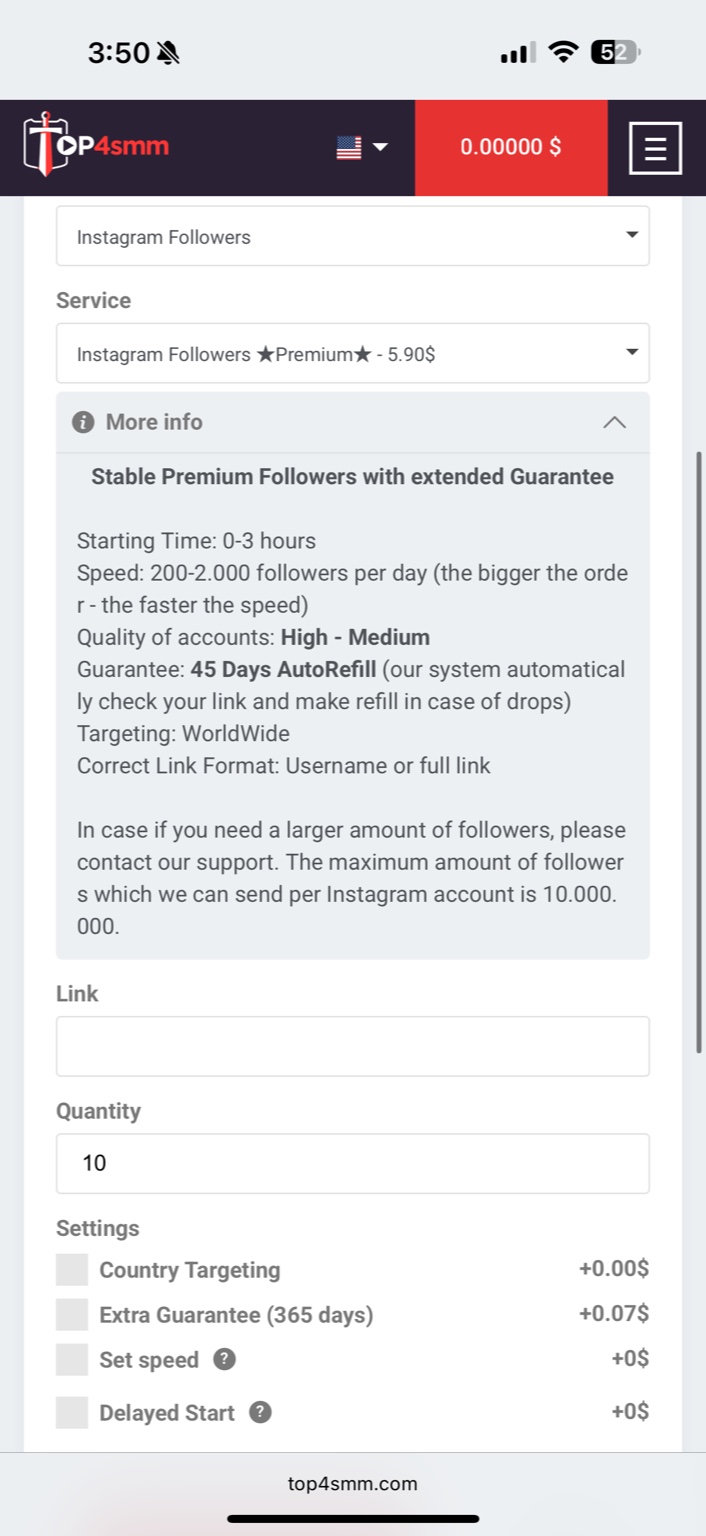 3:50
52
TOP4smm
0.00000 $
Instagram Followers
Service
Instagram Followers ★Premium★ - 5.90$
More info
Stable Premium Followers with extended Guarantee
Starting Time: 0-3 hours
Speed: 200-2.000 followers per day (the bigger the orde
r - the faster the speed)
Quality of accounts: High - Medium
Guarantee: 45 Days AutoRefill (our system automatical
ly check your link and make refill in case of drops)
Targeting: WorldWide
Correct Link Format: Username or full link
In case if you need a larger amount of followers, please
contact our support. The maximum amount of follower
s which we can send per Instagram account is 10.000.
000.
Link
Quantity
10
Settings
Country Targeting +0.00$
Extra Guarantee (365 days) +0.07$
Set speed ? +0$
Delayed Start ? +0$
top4smm.com